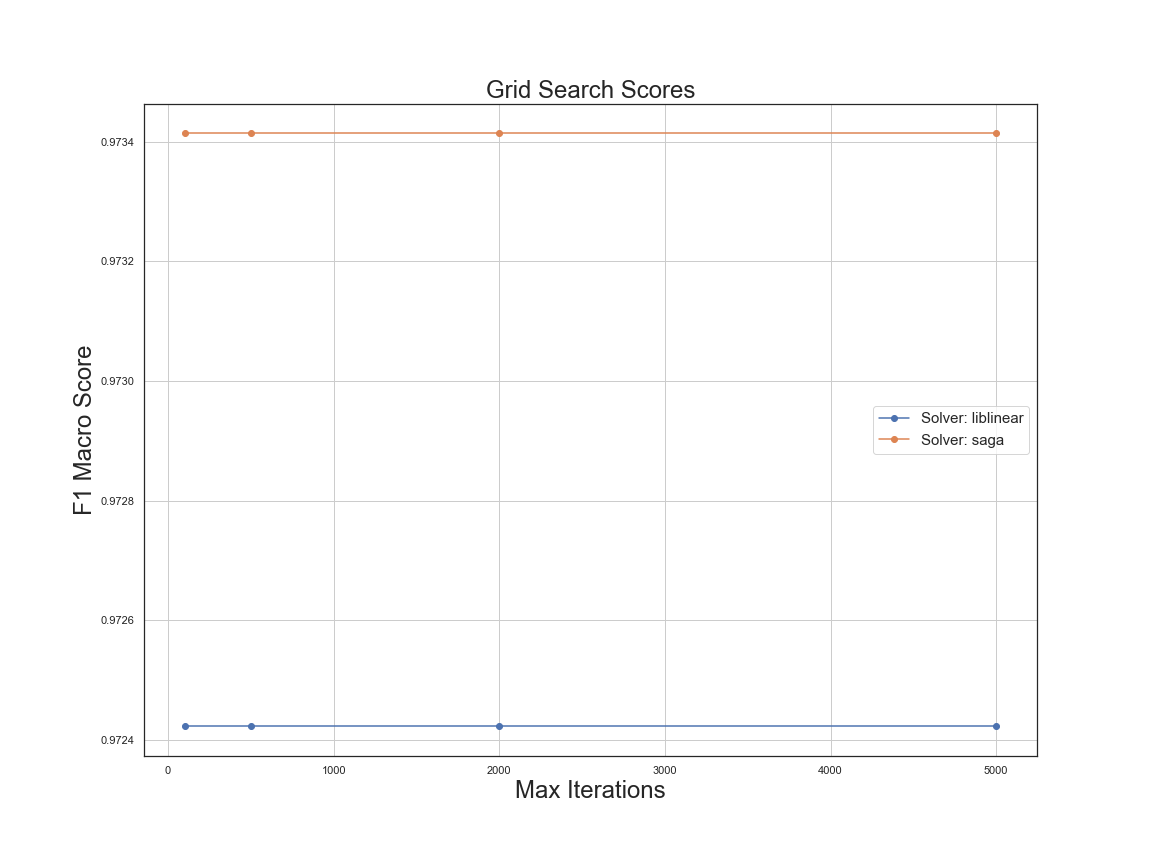 Grid Search Scores
F1 Macro Score
0.9734
0.9732
0.9730
0.9728
0.9726
0.9724
Solver: liblinear
Solver: saga
0 1000 2000 3000 4000 5000
Max Iterations